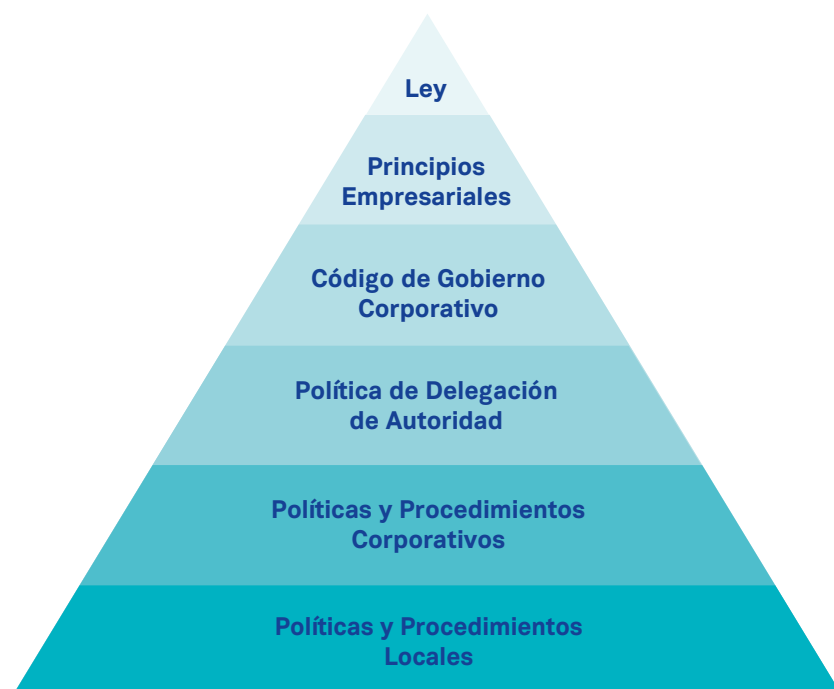 Ley
Principios
Empresariales
Código de Gobierno
Corporativo
Política de Delegación
de Autoridad
Políticas y Procedimientos
Corporativos
Políticas y Procedimientos
Locales